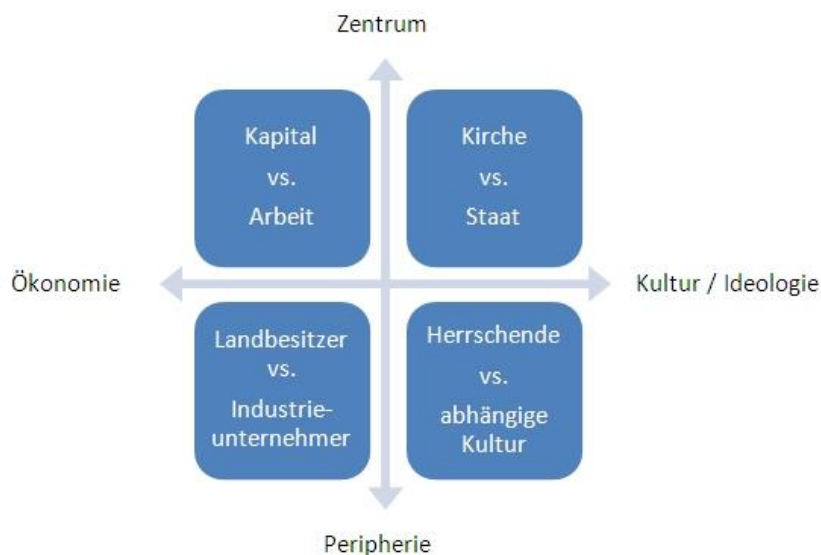 Zentrum
Kapital
vs.
Arbeit
Kirche
vs.
Staat
Ökonomie
Kultur / Ideologie
Landbesitzer
vs.
Industrie-
unternehmer
Herrschende
vs.
abhängige
Kultur
Peripherie